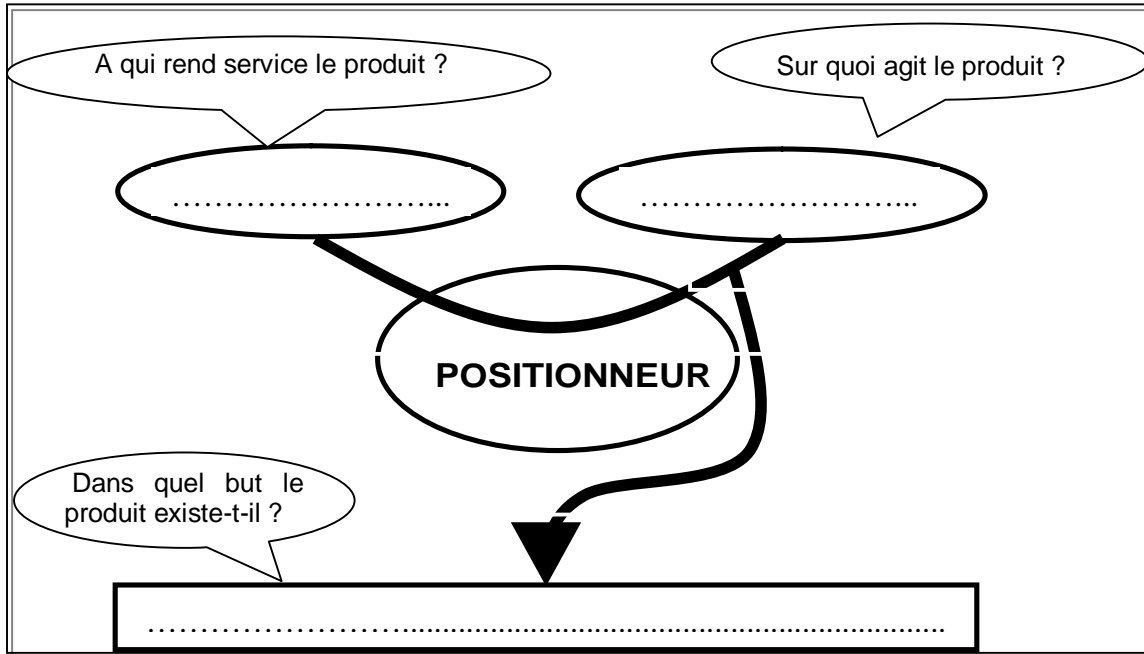 A qui rend service le produit ?
Sur quoi agit le produit ?
………………………...
………………………...
POSITIONNEUR
Dans quel but le
produit existe-t-il ?
……………………..............................................................................